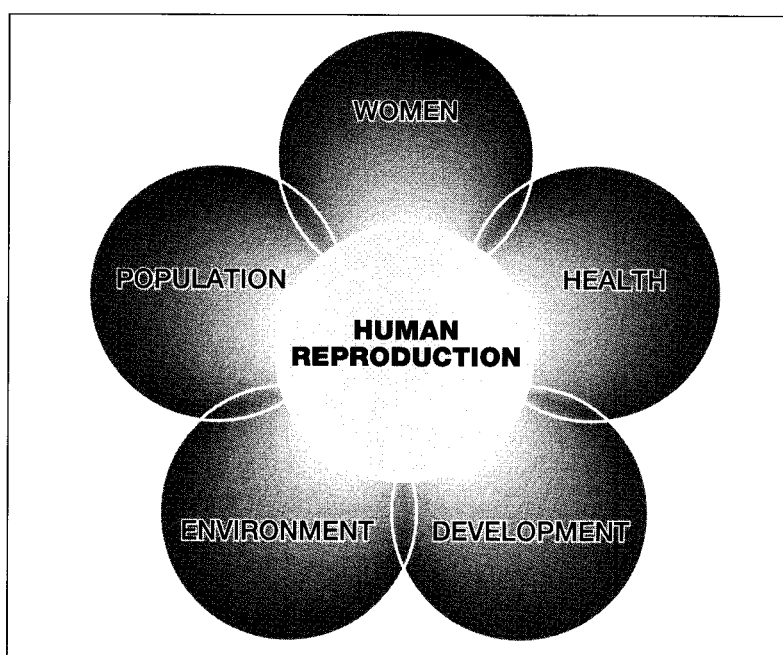 WOMEN
POPULATION
HEALTH
HUMAN
REPRODUCTION
ENVIRONMENT
DEVELOPMENT